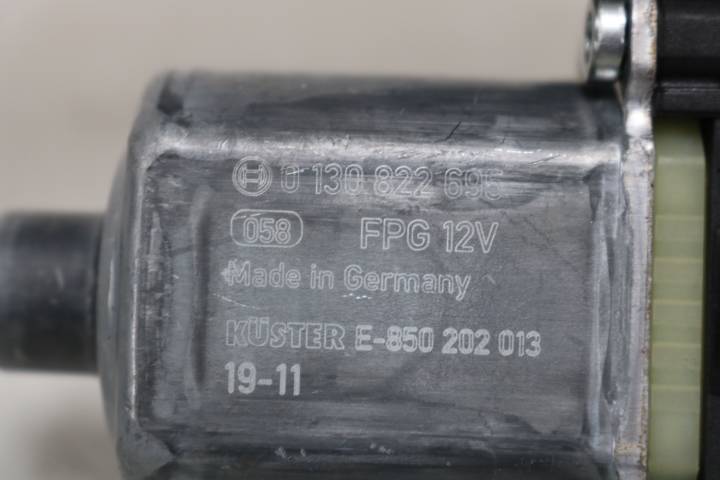 0 130 822 695
058 FPG 12V
Made in Germany
KÜSTER E-850 202 013
19-11